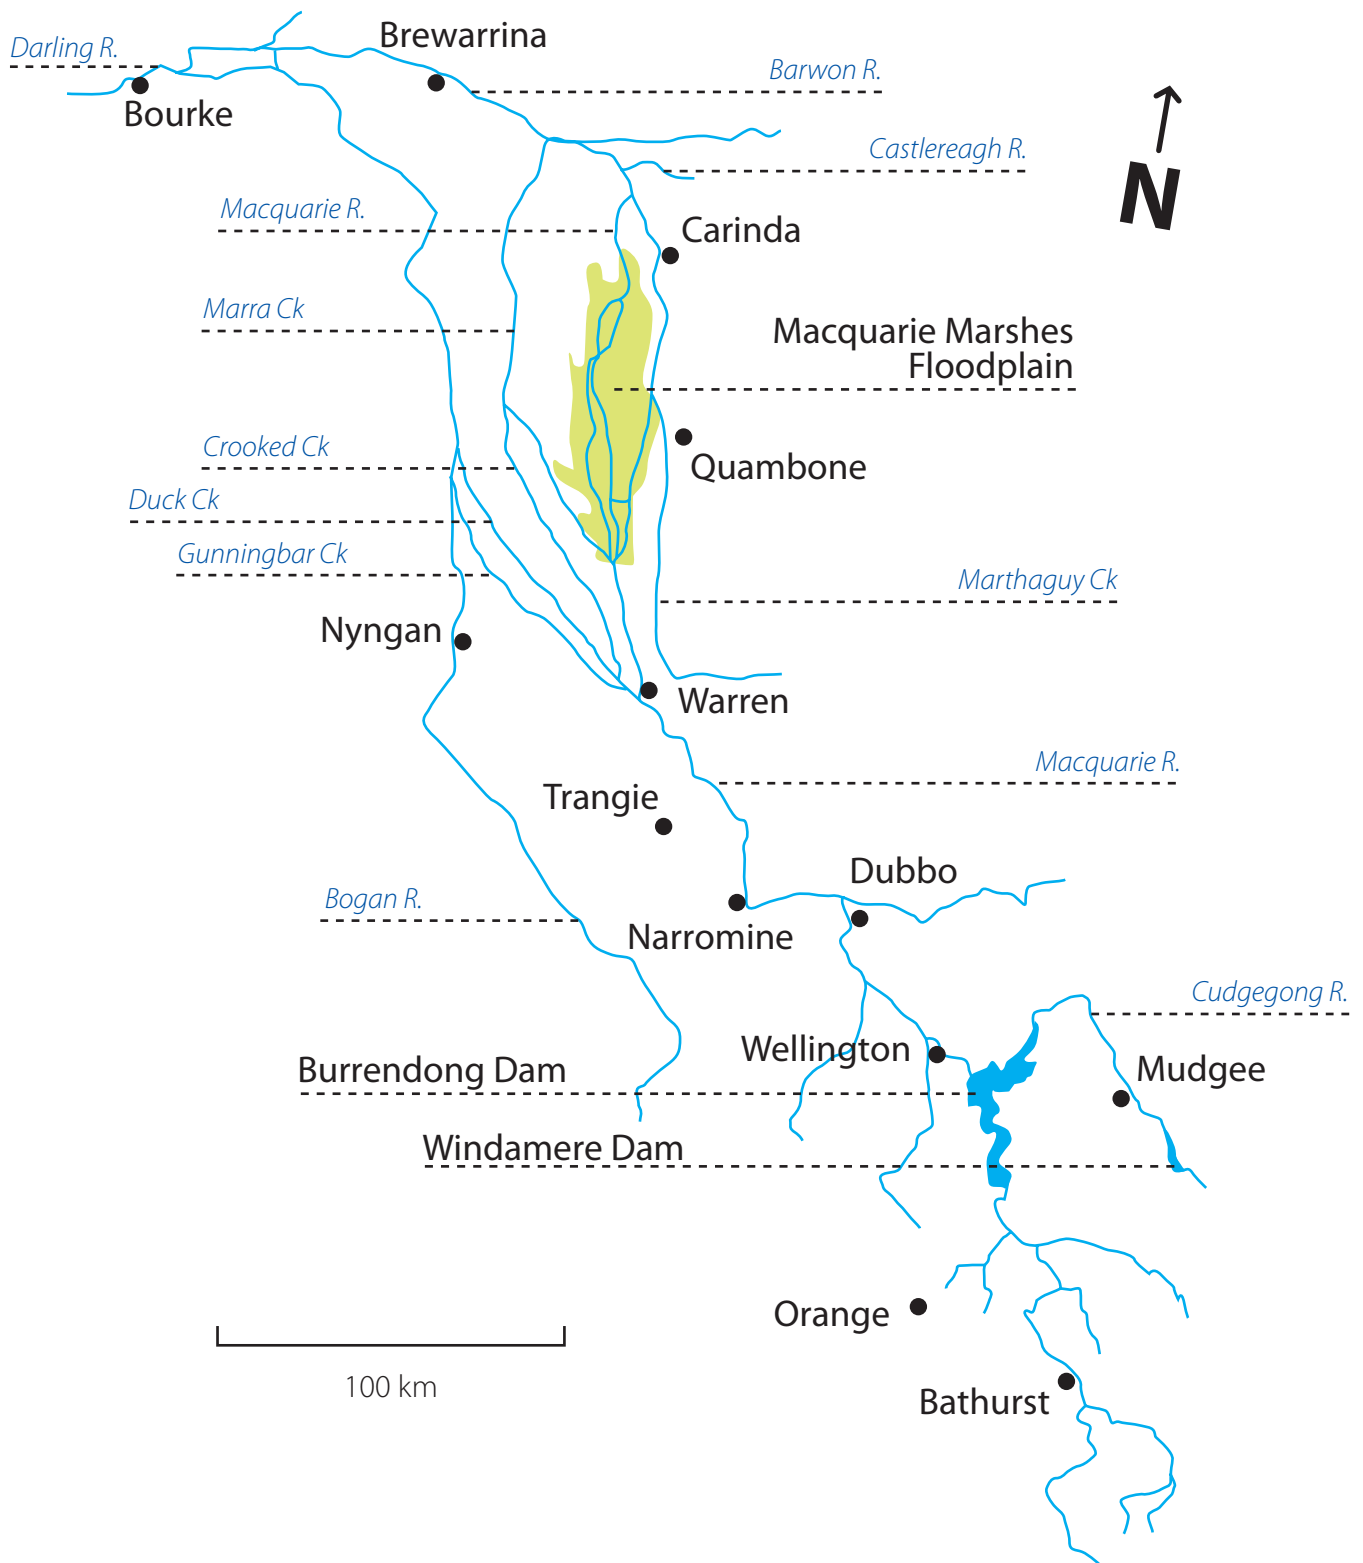 Brewarrina
Darling R.
Barwon R.
Bourke
Castlereagh R.
N
Macquarie R.
Carinda
Marra Ck
Macquarie Marshes
Floodplain
Crooked Ck
Quambone
Duck Ck
Gunningbar Ck
Marthaguy Ck
Nyngan
Warren
Macquarie R.
Trangie
Dubbo
Bogan R.
Narromine
Cudgegong R.
Wellington
Burrendong Dam
Mudgee
Windamere Dam
Orange
100 km
Bathurst